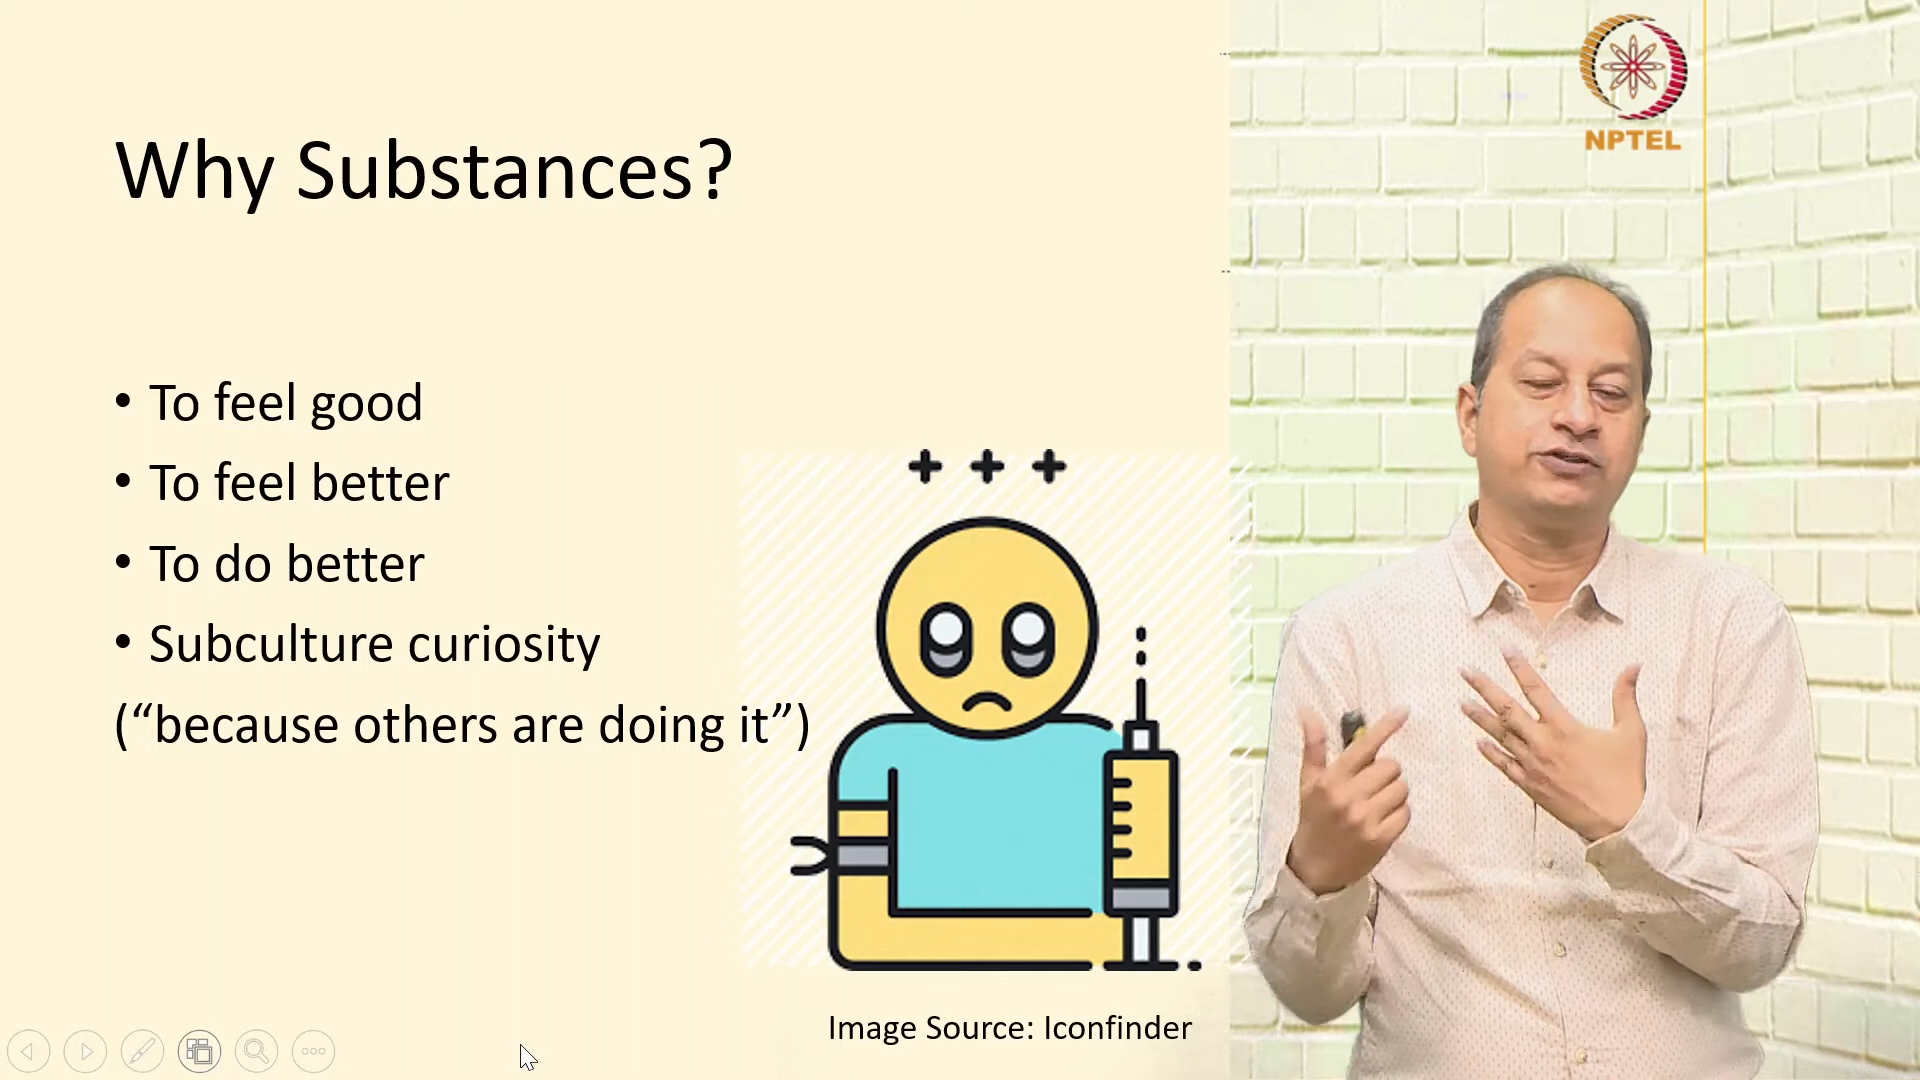 NPTEL
Why Substances?
• To feel good
• To feel better
• To do better
• Subculture curiosity
(“because others are doing it”)
Image Source: Iconfinder